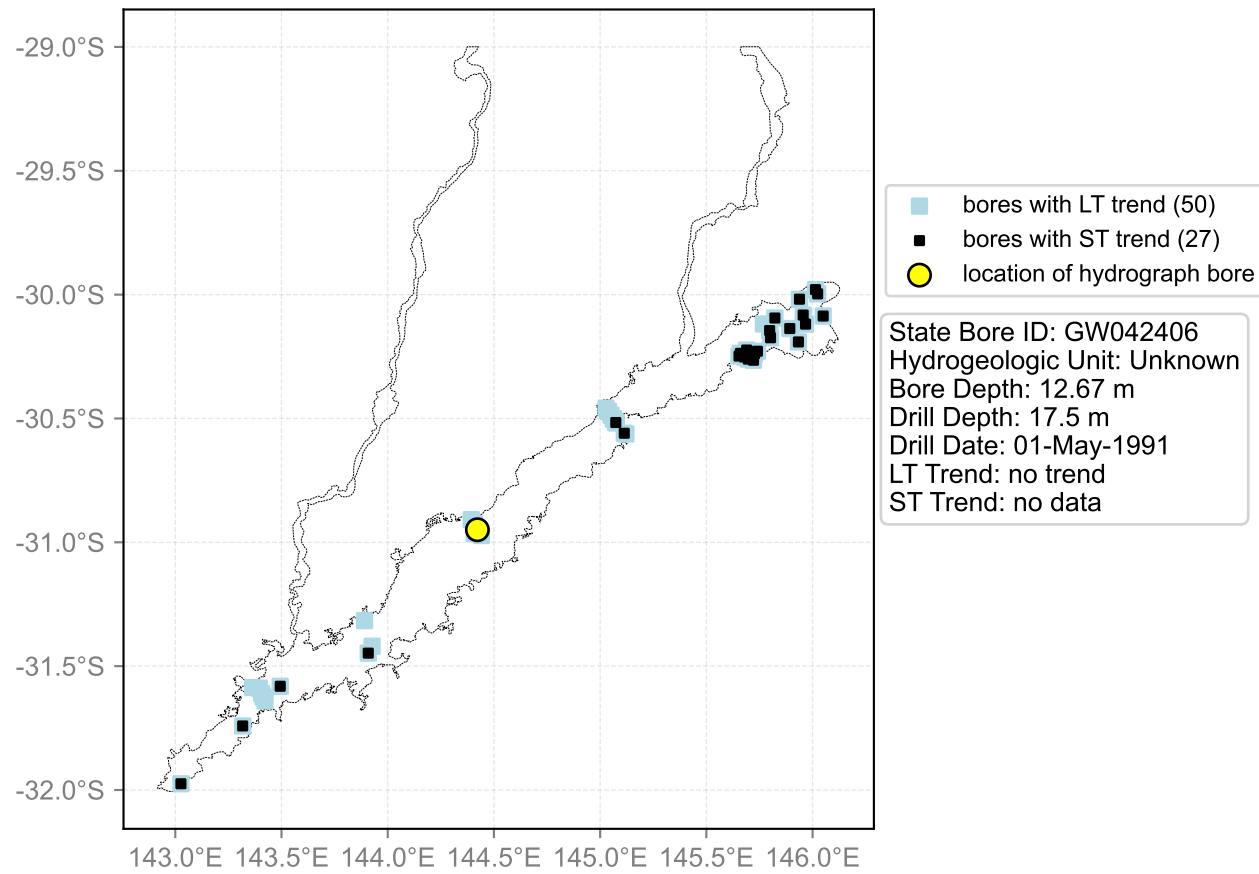 -29.0°S
-29.5°S
-30.0°S
-30.5°S
-31.0°S
-31.5°S
-32.0°S
143.0°E 143.5°E 144.0°E 144.5°E 145.0°E 145.5°E 146.0°E
bores with LT trend (50)
bores with ST trend (27)
location of hydrograph bore
State Bore ID: GW042406
Hydrogeologic Unit: Unknown
Bore Depth: 12.67 m
Drill Depth: 17.5 m
Drill Date: 01-May-1991
LT Trend: no trend
ST Trend: no data